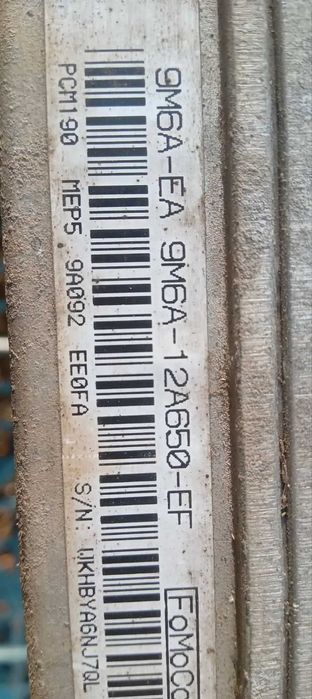 9M6A-EA 9M6A-12A650-EF FoMoCo
PCM190 MEP5 9A092 EE0FA S/N: UKHBYAGNJ7QL